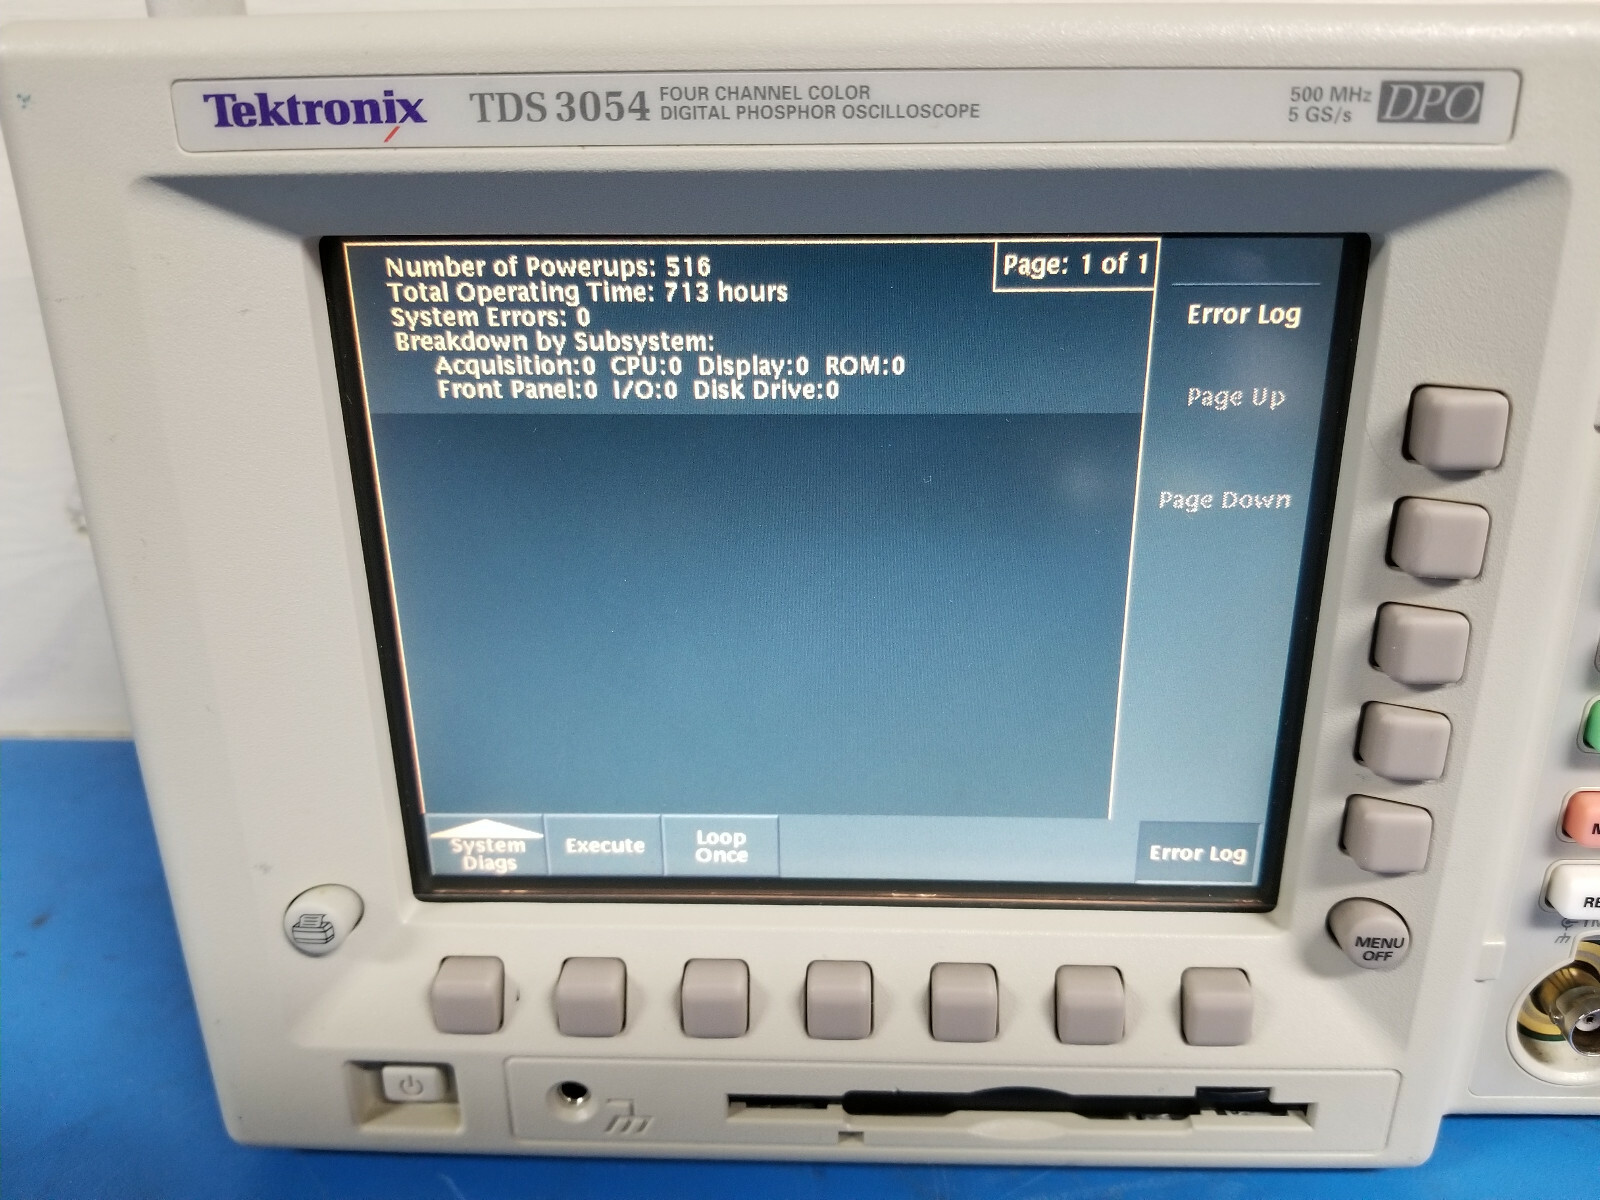 Tektronix
TDS 3054
FOUR CHANNEL COLOR
DIGITAL PHOSPHOR OSCILLOSCOPE
500 MHz
5 GS/s
DPO
Number of Powerups: 516
Total Operating Time: 713 hours
System Errors: 0
Breakdown by Subsystem:
Acquisition:0 CPU:0 Display:0 ROM:0
Front Panel:0 I/O:0 Disk Drive:0
Page: 1 of 1
Error Log
Page Up
Page Down
System
Diags
Execute
Loop
Once
Error Log
MENU
OFF
M
RE